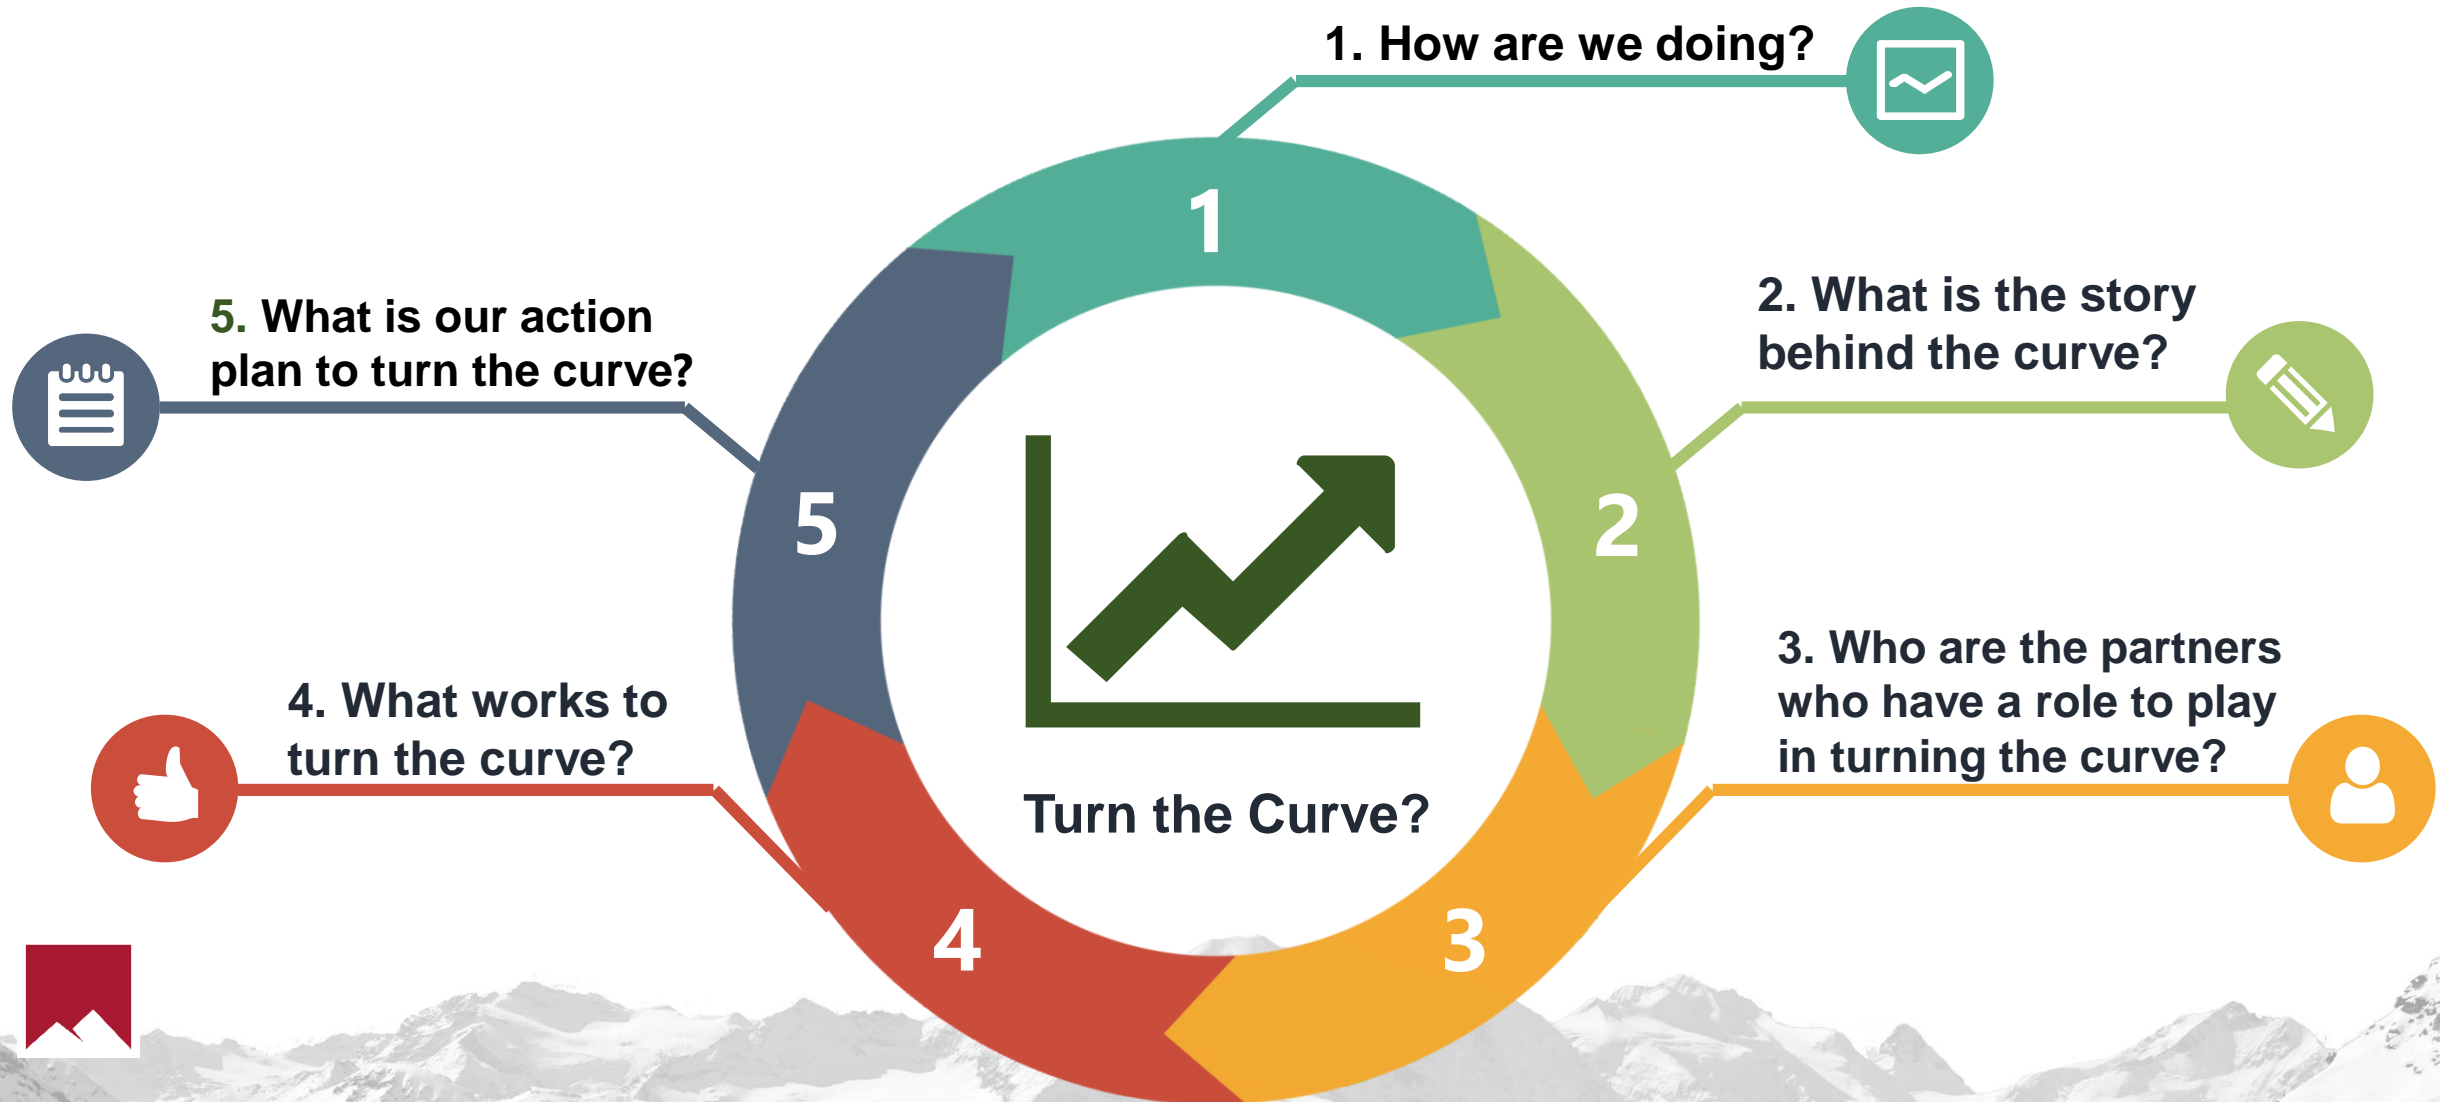 1. How are we doing?
1
2. What is the story
behind the curve?
2
3. Who are the partners
who have a role to play
in turning the curve?
3
4. What works to
turn the curve?
4
5. What is our action
plan to turn the curve?
5
Turn the Curve?